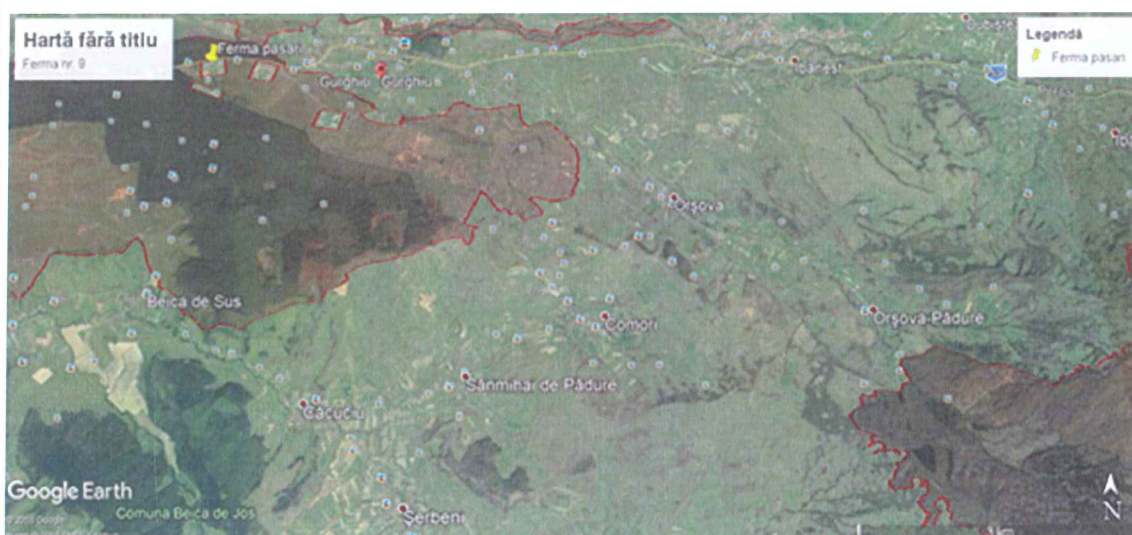 Hartă fără titlu
Ferma nr. 9
Legendă
Ferma pasari
Ferma pasari
Gurghiu Gurghiu
Ibănești
Orșova
Beica de Sus
Comori
Orșova-Pădure
Sânmihai de Pădure
Căcuciu
Google Earth
Comuna Beica de Jos
Șerbeni
N